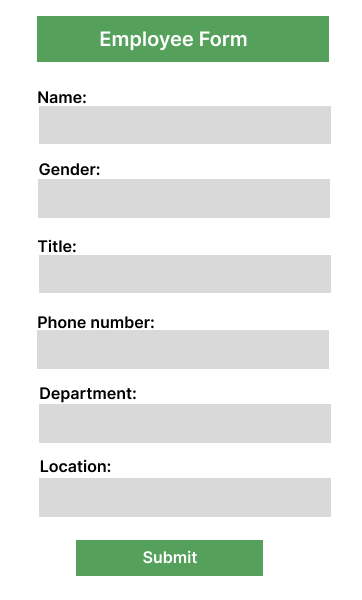 Employee Form
Name:
Gender:
Title:
Phone number:
Department:
Location:
Submit